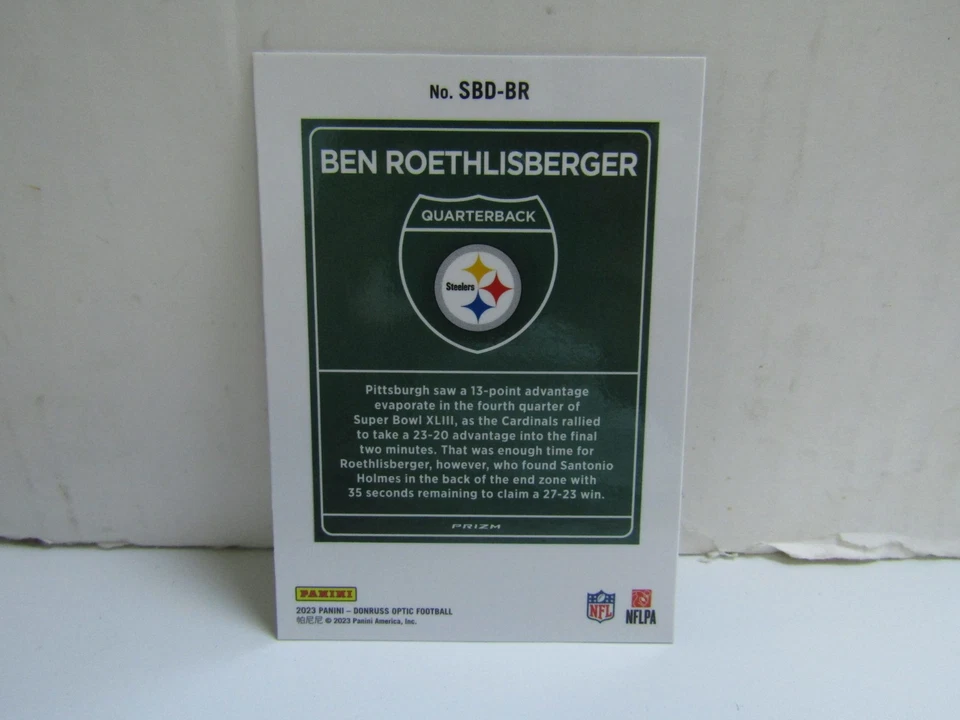 No. SBD-BR
BEN ROETHLISBERGER
QUARTERBACK
Steelers
Pittsburgh saw a 13-point advantage
evaporate in the fourth quarter of
Super Bowl XLIII, as the Cardinals rallied
to take a 23-20 advantage into the final
two minutes. That was enough time for
Roethlisberger, however, who found Santonio
Holmes in the back of the end zone with
35 seconds remaining to claim a 27-23 win.
PRIZM
PANINI
2023 PANINI – DONRUSS OPTIC FOOTBALL
帕尼尼 © 2023 Panini America, Inc.
NFL
NFLPA